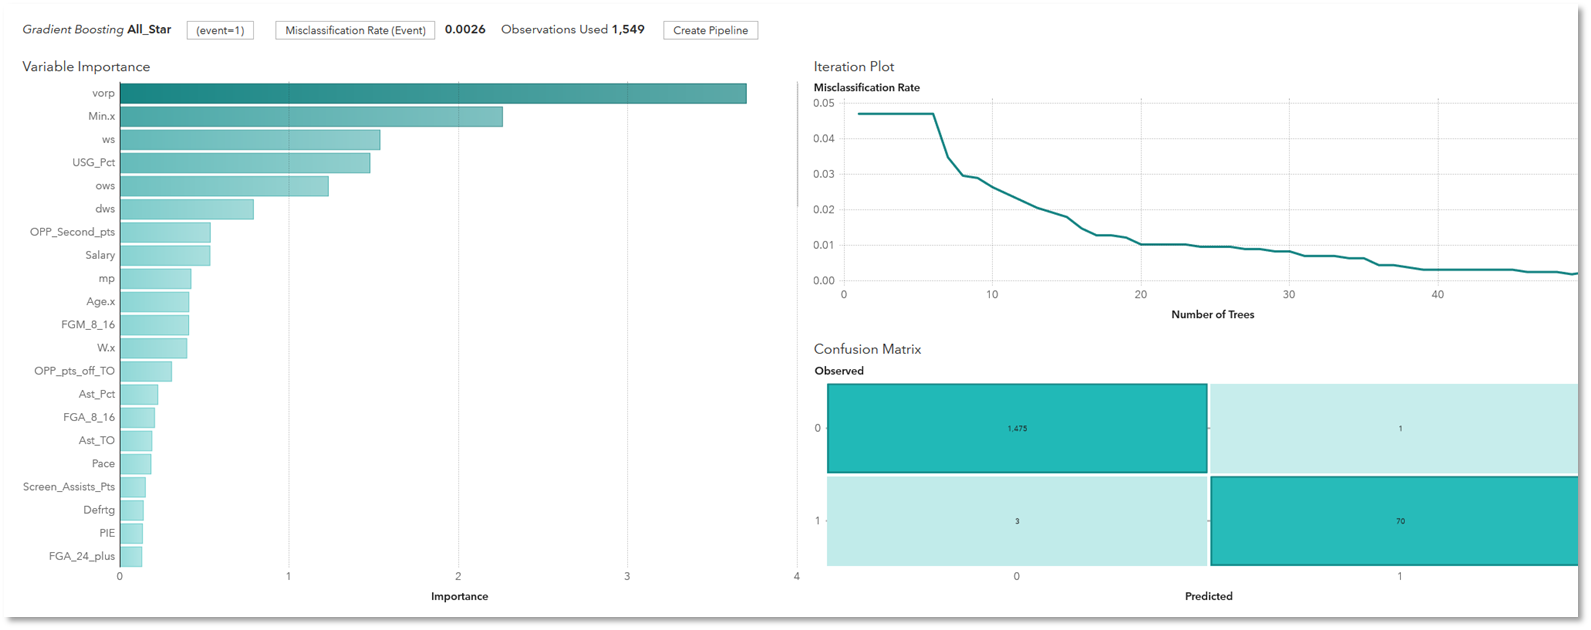 Gradient Boosting All_Star (event=1) Misclassification Rate (Event) 0.0026 Observations Used 1,549 Create Pipeline
Variable Importance
vorp
Min.x
ws
USG_Pct
ows
dws
OPP_Second_pts
Salary
mp
Age.x
FGM_8_16
W.x
OPP_pts_off_TO
Ast_Pct
FGA_8_16
Ast_TO
Pace
Screen_Assists_Pts
Defrtg
PIE
FGA_24_plus
0 1 2 3 4
Importance
Iteration Plot
Misclassification Rate
0.05
0.04
0.03
0.02
0.01
0.00
0 10 20 30 40
Number of Trees
Confusion Matrix
Observed
0 1,475 1
1 3 70
0 1
Predicted